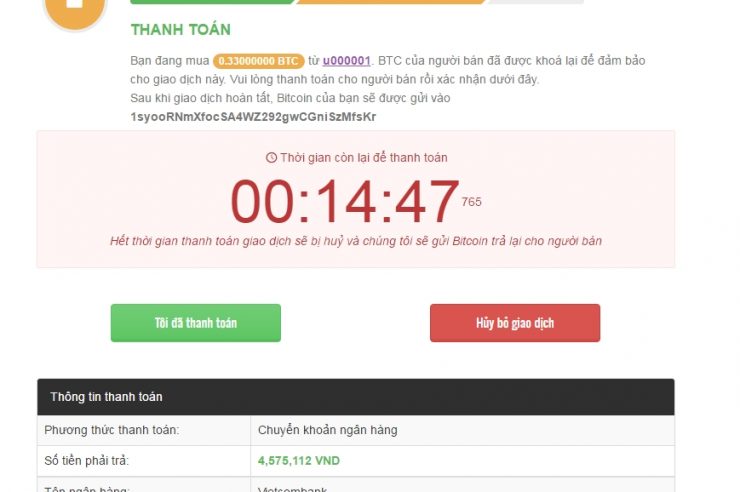 THANH TOÁN
Bạn đang mua 0.33000000 BTC từ u000001. BTC của người bán đã được khoá lại để đảm bảo
cho giao dịch này. Vui lòng thanh toán cho người bán rồi xác nhận dưới đây.
Sau khi giao dịch hoàn tất, Bitcoin của bạn sẽ được gửi vào
1syooRNmXfocSA4WZ292gwCGniSzMfsKr
Thời gian còn lại để thanh toán
00:14:47 765
Hết thời gian thanh toán giao dịch sẽ bị huỷ và chúng tôi sẽ gửi Bitcoin trả lại cho người bán
Tôi đã thanh toán
Hủy bỏ giao dịch
Thông tin thanh toán
Phương thức thanh toán: Chuyển khoản ngân hàng
Số tiền phải trả: 4,575,112 VND
Tên ngân hàng: Vietcombank